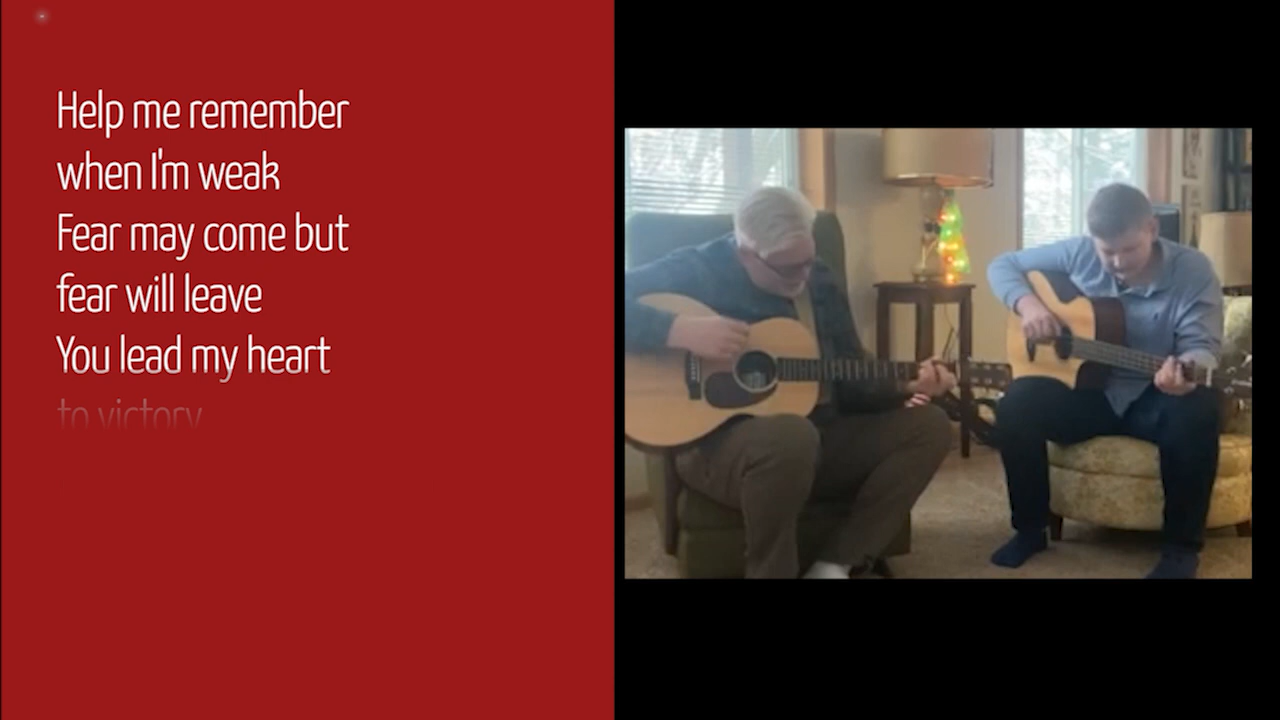 Help me remember
when I'm weak
Fear may come but
fear will leave
You lead my heart
to victory